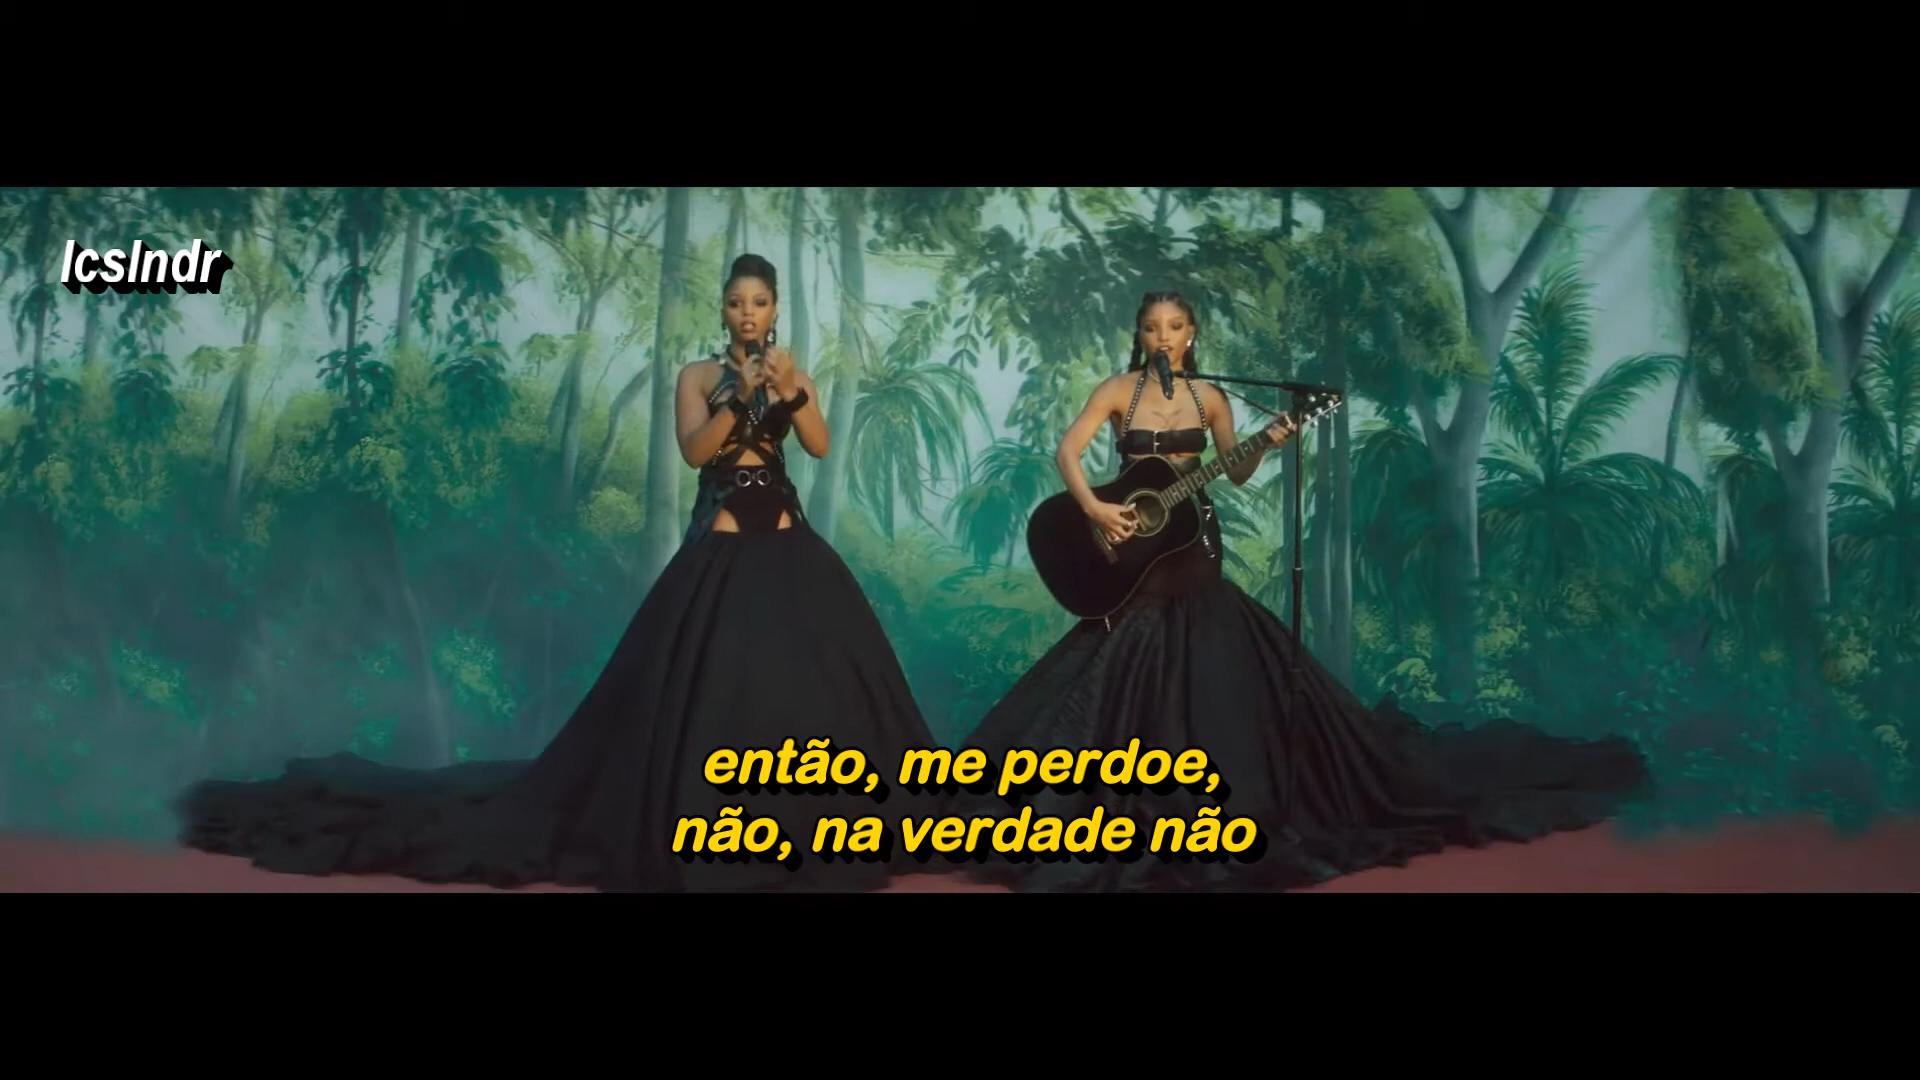 lcslndr
então, me perdoe,
não, na verdade não